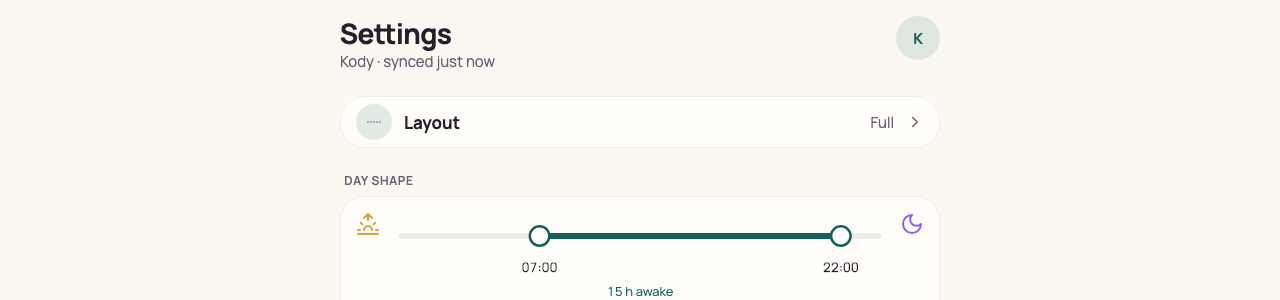 Settings
K
Kody · synced just now
Layout
Full
DAY SHAPE
07:00
22:00
15 h awake